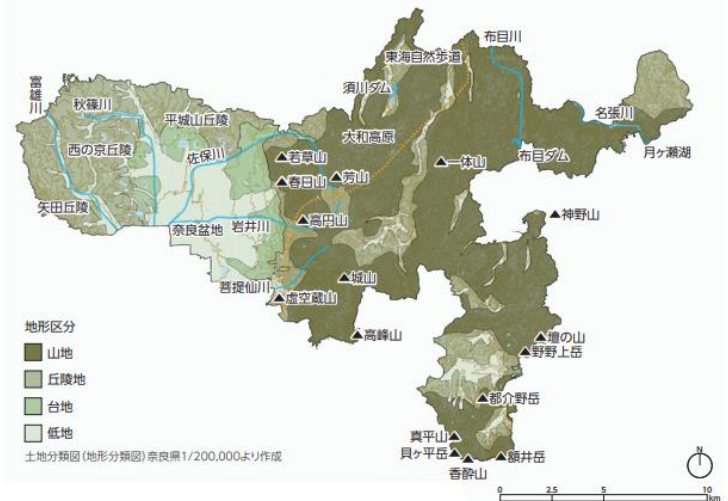 布目川
東海自然歩道
富雄川
秋篠川
須川ダム
平城山丘陵
名張川
大和高原
西の京丘陵
佐保川
若草山
一体山
布目ダム
月ヶ瀬湖
春日山
芳山
矢田丘陵
高円山
神野山
奈良盆地
岩井川
城山
菩提仙川
虚空蔵山
地形区分
高峰山
壇の山
山地
野野上岳
丘陵地
台地
都介野岳
低地
真平山
土地分類図(地形分類図)奈良県1/200,000より作成
貝ヶ平岳
額井岳
香酔山
N
0 2.5 5 10
km